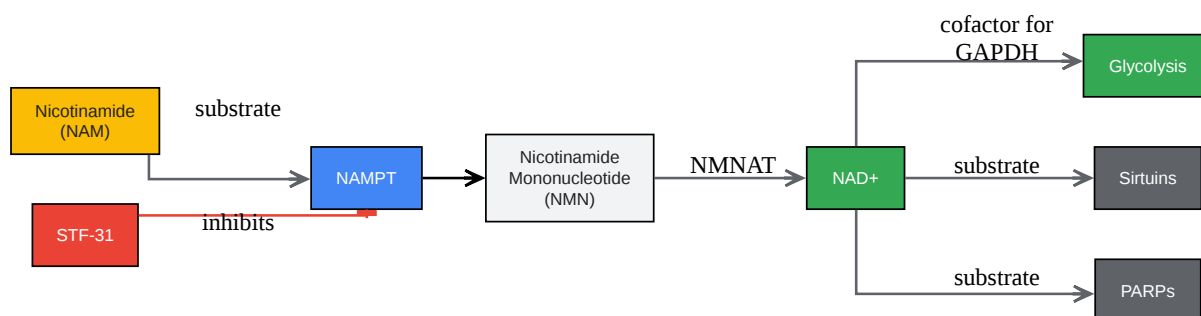 cofactor for
GAPDH
Glycolysis
Nicotinamide
(NAM)
substrate
NAMPT
Nicotinamide
Mononucleotide
(NMN)
NMNAT
NAD+
substrate
Sirtuins
STF-31
inhibits
substrate
PARPs